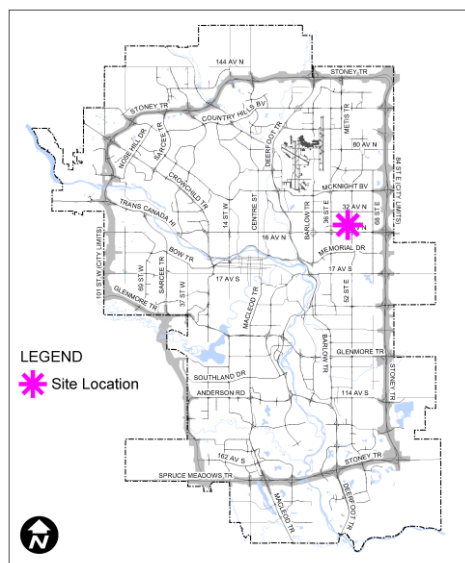 144 AV N
STONEY TR
STONEY TR
COUNTRY HILLS BV
METIS TR
NOSE HILL DR
SARCEE TR
DEERFOOT TR
80 AV N
CROWCHILD TR
MCKNIGHT BV
84 ST E (CITY LIMITS)
TRANS CANADA HI
14 ST W
CENTRE ST
BARLOW TR
36 ST E
32 AV N
68 ST E
16 AV N
N
MEMORIAL DR
101 ST W (CITY LIMITS)
BOW TR
17 AV S
17 AV S
69 ST W
SARCEE TR
37 ST W
MACLEOD TR
52 ST E
GLENMORE TR
BARLOW TR
GLENMORE TR
LEGEND
Site Location
SOUTHLAND DR
ANDERSON RD
114 AV S
STONEY TR
162 AV S
STONEY TR
SPRUCE MEADOWS TR
MACLEOD TR
DEERFOOT TR
N